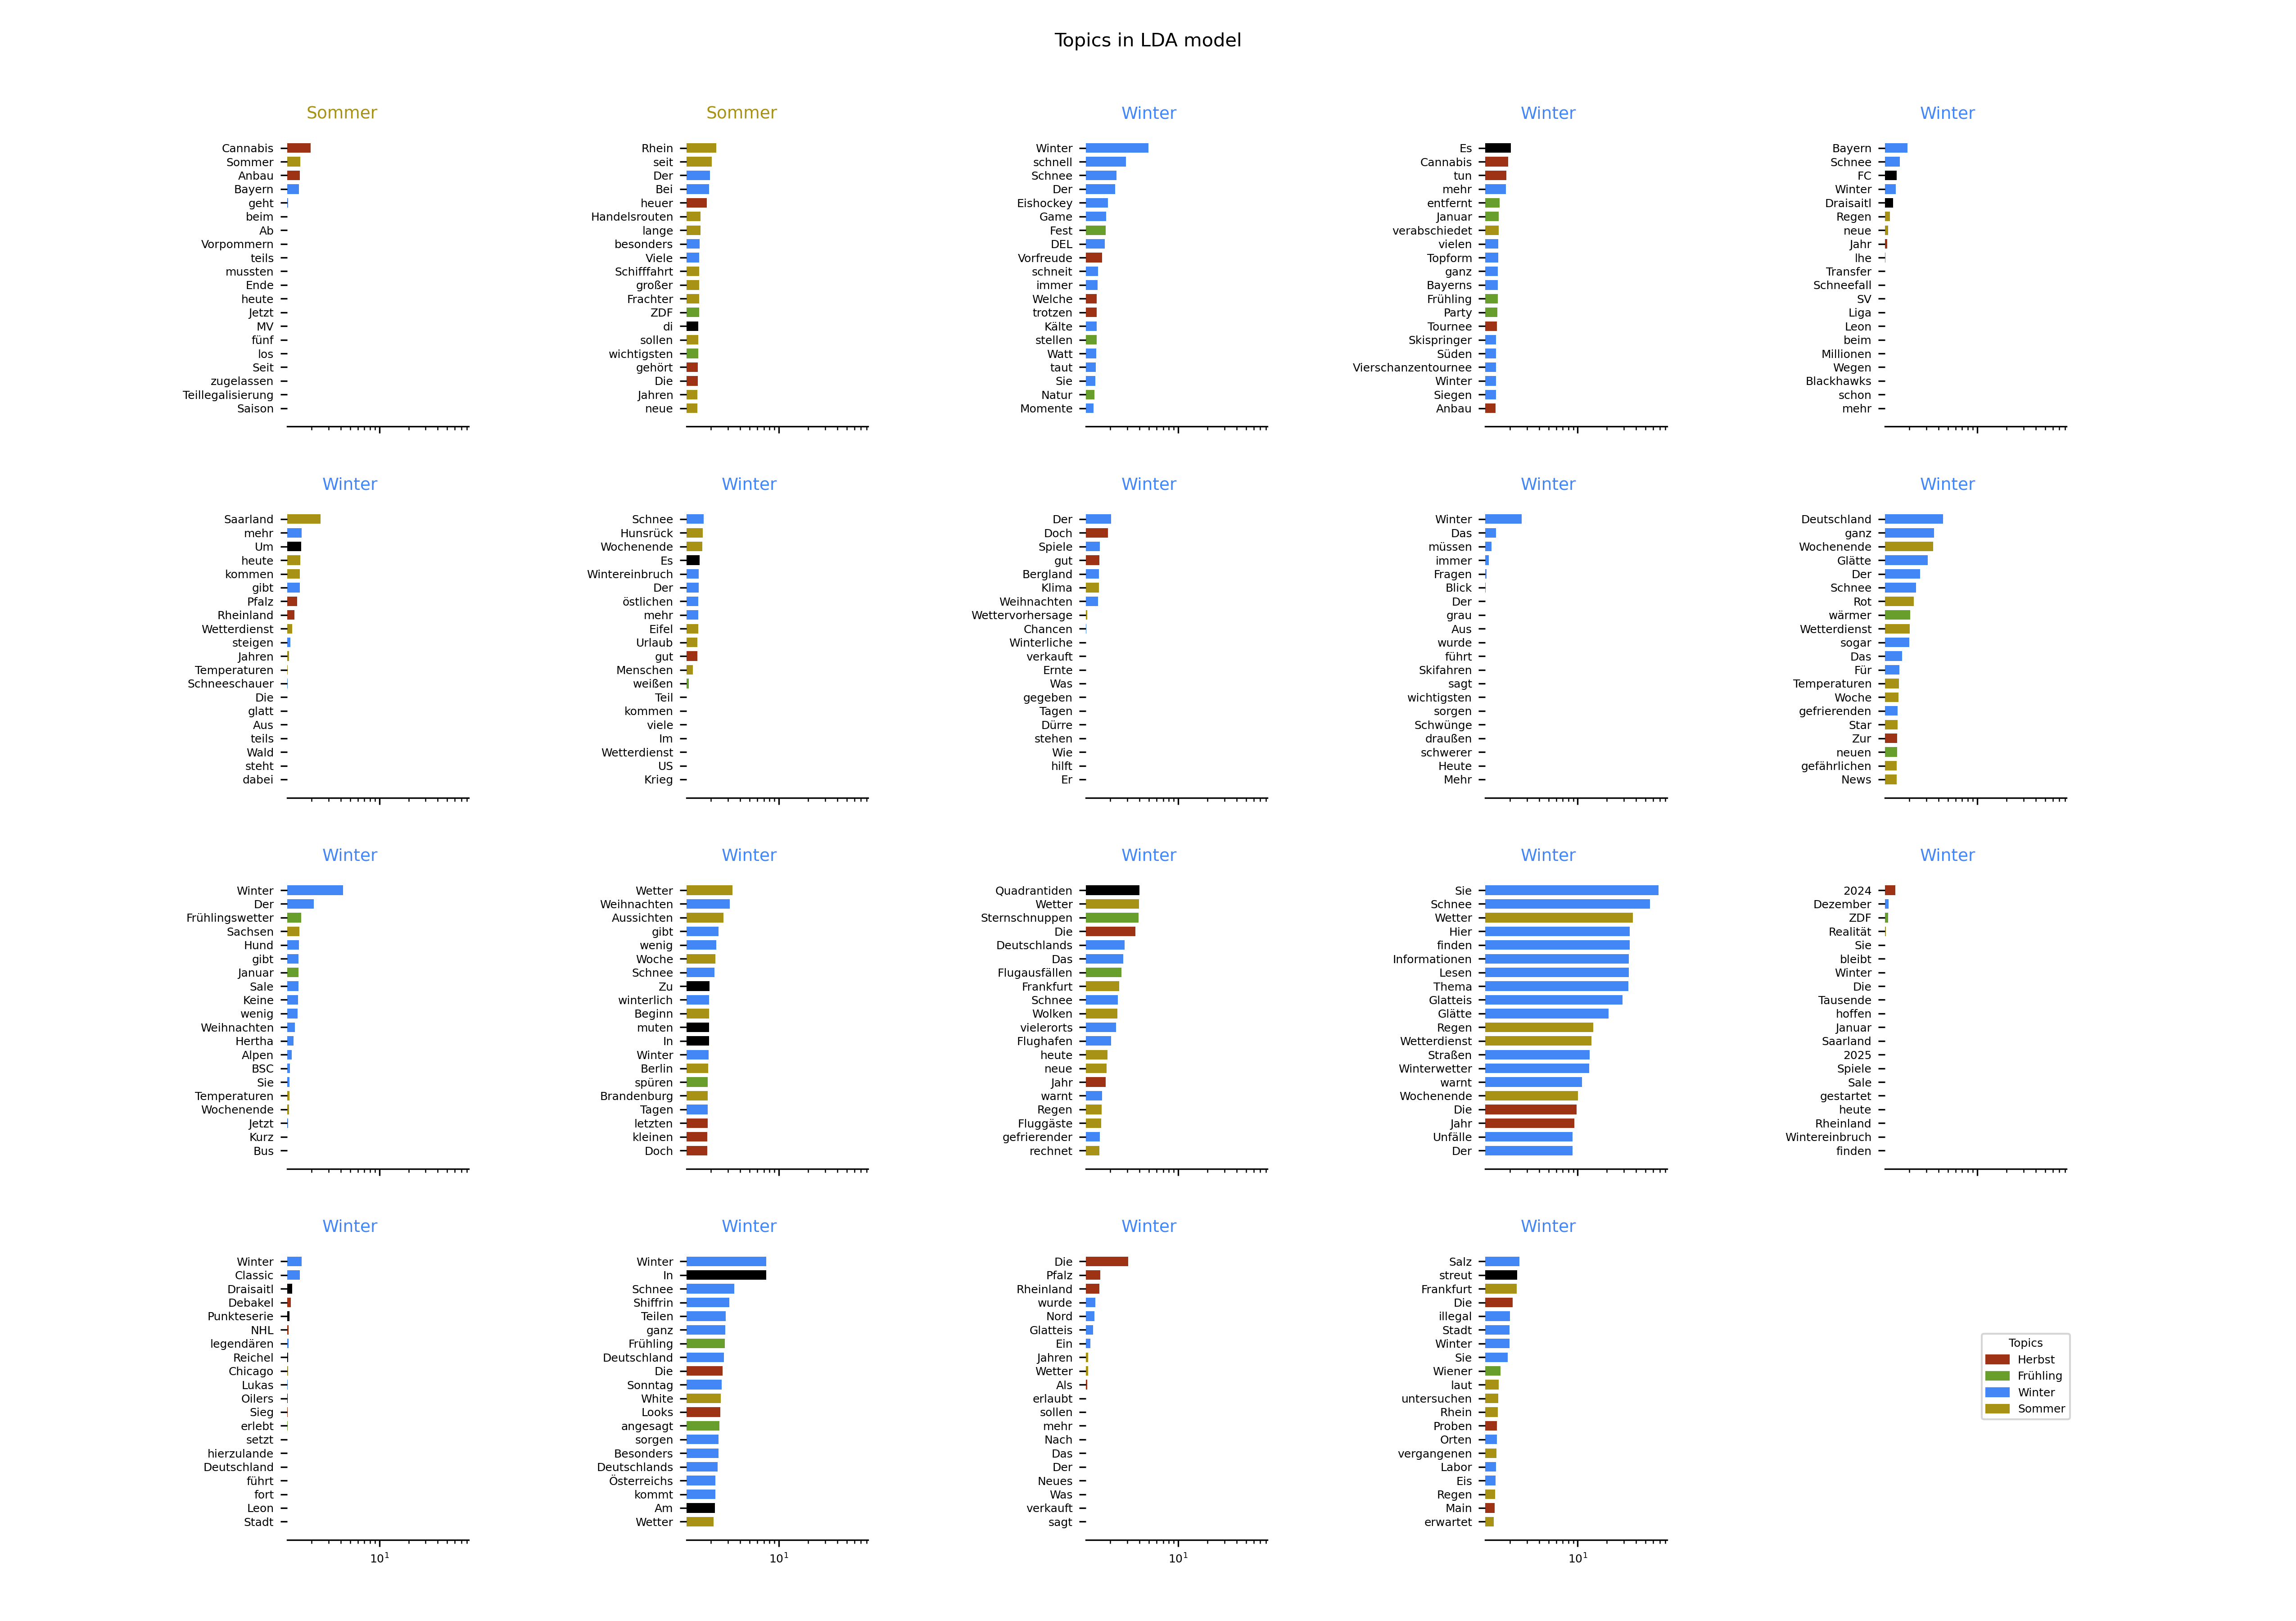 Topics in LDA model
Sommer
Cannabis
Sommer
Anbau
Bayern
geht
beim
Ab
Vorpommern
teils
mussten
Ende
heute
Jetzt
MV
fünf
los
Seit
zugelassen
Teillegalisierung
Saison
Sommer
Rhein
seit
Der
Bei
heuer
Handelsrouten
lange
besonders
Viele
Schifffahrt
großer
Frachter
ZDF
di
sollen
wichtigsten
gehört
Die
Jahren
neue
Winter
Winter
schnell
Schnee
Der
Eishockey
Game
Fest
DEL
Vorfreude
schneit
immer
Welche
trotzen
Kälte
stellen
Watt
taut
Sie
Natur
Momente
Winter
Es
Cannabis
tun
mehr
entfernt
Januar
verabschiedet
vielen
Topform
ganz
Bayerns
Frühling
Party
Tournee
Skispringer
Süden
Vierschanzentournee
Winter
Siegen
Anbau
Winter
Bayern
Schnee
FC
Winter
Draisaitl
Regen
neue
Jahr
Ihe
Transfer
Schneefall
SV
Liga
Leon
beim
Millionen
Wegen
Blackhawks
schon
mehr
Winter
Saarland
mehr
Um
heute
kommen
gibt
Pfalz
Rheinland
Wetterdienst
steigen
Jahren
Temperaturen
Schneeschauer
Die
glatt
Aus
teils
Wald
steht
dabei
Winter
Schnee
Hunsrück
Wochenende
Es
Wintereinbruch
Der
östlichen
mehr
Eifel
Urlaub
gut
Menschen
weißen
Teil
kommen
viele
Im
Wetterdienst
US
Krieg
Winter
Der
Doch
Spiele
gut
Bergland
Klima
Weihnachten
Wettervorhersage
Chancen
Winterliche
verkauft
Ernte
Was
gegeben
Tagen
Dürre
stehen
Wie
hilft
Er
Winter
Winter
Das
müssen
immer
Fragen
Blick
Der
grau
Aus
wurde
führt
Skifahren
sagt
wichtigsten
sorgen
Schwünge
draußen
schwerer
Heute
Mehr
Winter
Deutschland
ganz
Wochenende
Glätte
Der
Schnee
Rot
wärmer
Wetterdienst
sogar
Das
Für
Temperaturen
Woche
gefrierenden
Star
Zur
neuen
gefährlichen
News
Winter
Winter
Der
Frühlingswetter
Sachsen
Hund
gibt
Januar
Sale
Keine
wenig
Weihnachten
Hertha
Alpen
BSC
Sie
Temperaturen
Wochenende
Jetzt
Kurz
Bus
Winter
Wetter
Weihnachten
Aussichten
gibt
wenig
Woche
Schnee
Zu
winterlich
Beginn
muten
In
Winter
Berlin
spüren
Brandenburg
Tagen
letzten
kleinen
Doch
Winter
Quadrantiden
Wetter
Sternschnuppen
Die
Deutschlands
Das
Flugausfällen
Frankfurt
Schnee
Wolken
vielerorts
Flughafen
heute
neue
Jahr
warnt
Regen
Fluggäste
gefrierender
rechnet
Winter
Sie
Schnee
Wetter
Hier
finden
Informationen
Lesen
Thema
Glatteis
Glätte
Regen
Wetterdienst
Straßen
Winterwetter
warnt
Wochenende
Die
Jahr
Unfälle
Der
Winter
2024
Dezember
ZDF
Realität
Sie
bleibt
Winter
Die
Tausende
hoffen
Januar
Saarland
2025
Spiele
Sale
gestartet
heute
Rheinland
Wintereinbruch
finden
Winter
Winter
Classic
Draisaitl
Debakel
Punkteserie
NHL
legendären
Reichel
Chicago
Lukas
Oilers
Sieg
erlebt
setzt
hierzulande
Deutschland
führt
fort
Leon
Stadt
10¹
Winter
Winter
In
Schnee
Shiffrin
Teilen
ganz
Frühling
Deutschland
Die
Sonntag
White
Looks
angesagt
sorgen
Besonders
Deutschlands
Österreichs
kommt
Am
Wetter
10¹
Winter
Die
Pfalz
Rheinland
wurde
Nord
Glatteis
Ein
Jahren
Wetter
Als
erlaubt
sollen
mehr
Nach
Das
Der
Neues
Was
verkauft
sagt
10¹
Winter
Salz
streut
Frankfurt
Die
illegal
Stadt
Winter
Sie
Wiener
laut
untersuchen
Rhein
Proben
Orten
vergangenen
Labor
Eis
Regen
Main
erwartet
10¹
Topics
Herbst
Frühling
Winter
Sommer